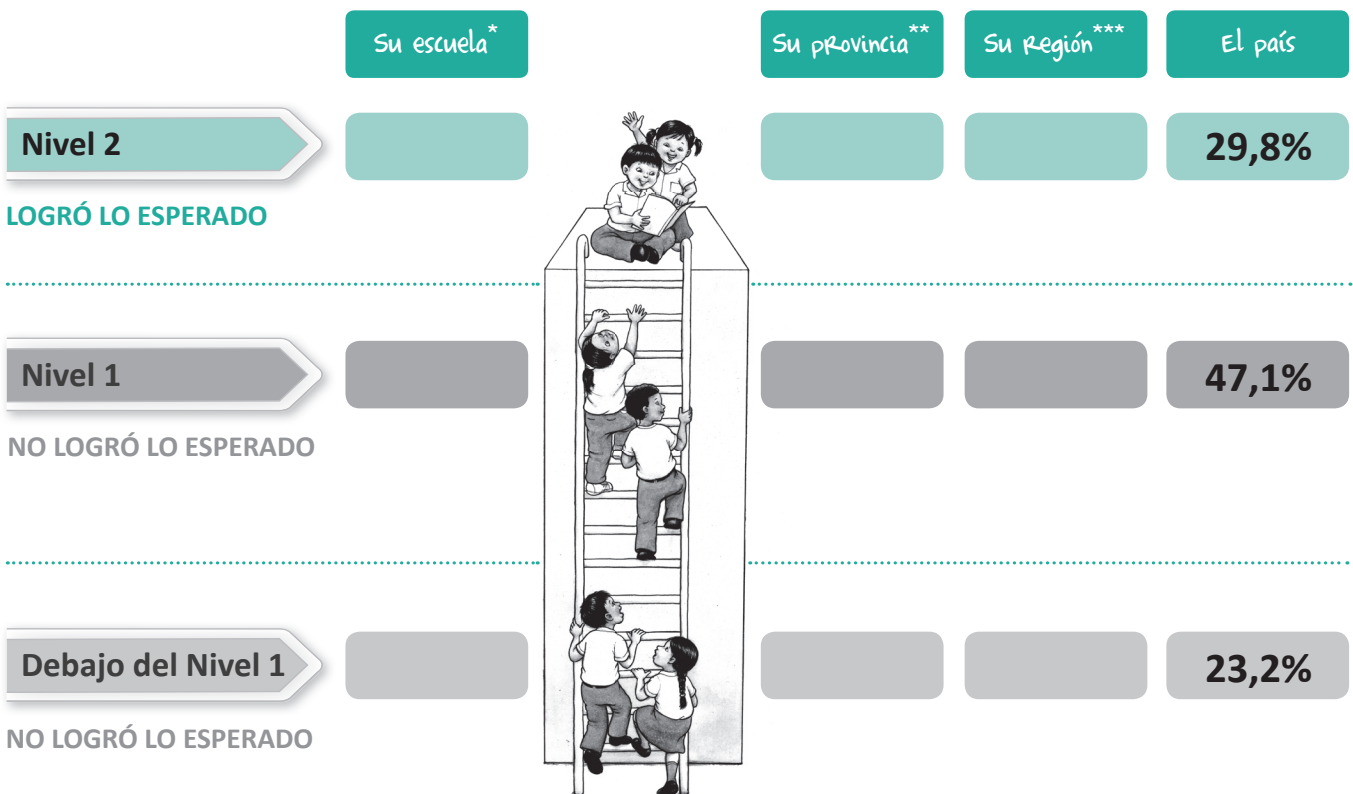 Su escuela*
Su provincia**
Su Región***
El país
Nivel 2
29,8%
LOGRÓ LO ESPERADO
Nivel 1
47,1%
NO LOGRÓ LO ESPERADO
Debajo del Nivel 1
23,2%
NO LOGRÓ LO ESPERADO